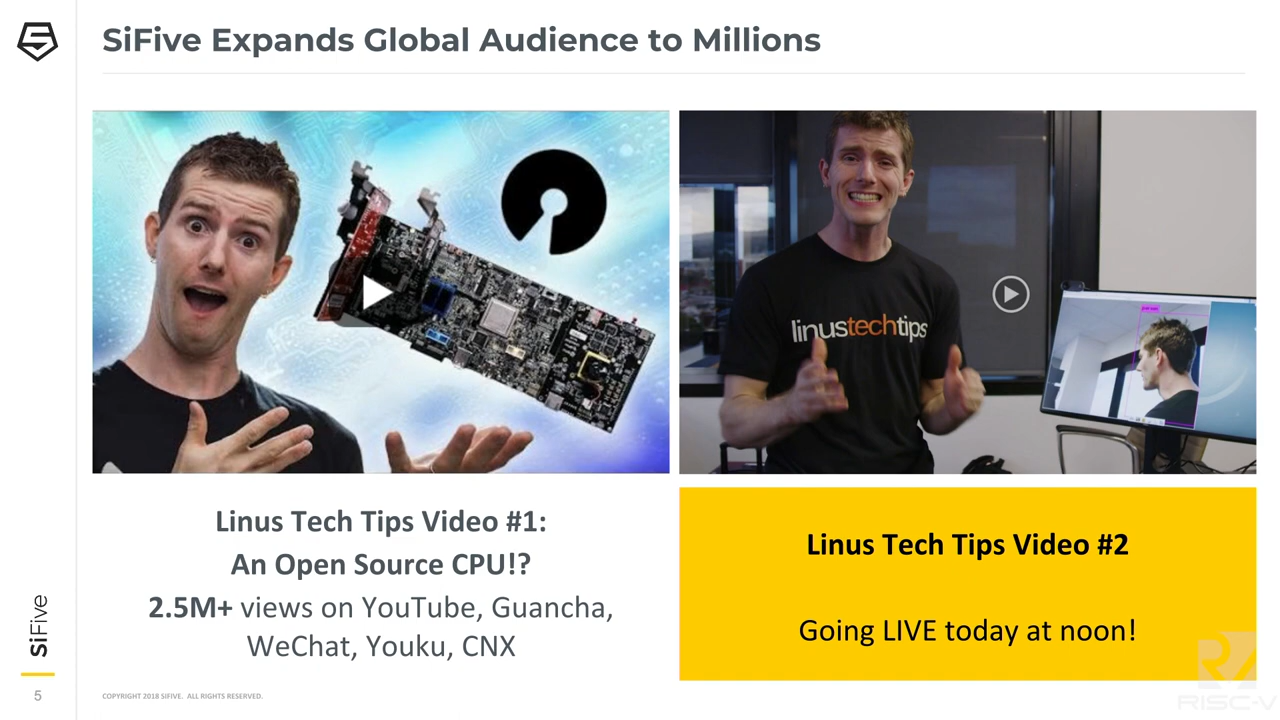 SiFive Expands Global Audience to Millions
linustechtips
Linus Tech Tips Video #1:
An Open Source CPU!?
2.5M+ views on YouTube, Guancha,
WeChat, Youku, CNX
Linus Tech Tips Video #2
Going LIVE today at noon!
SiFive
5
COPYRIGHT 2018 SIFIVE. ALL RIGHTS RESERVED.
RISC-V